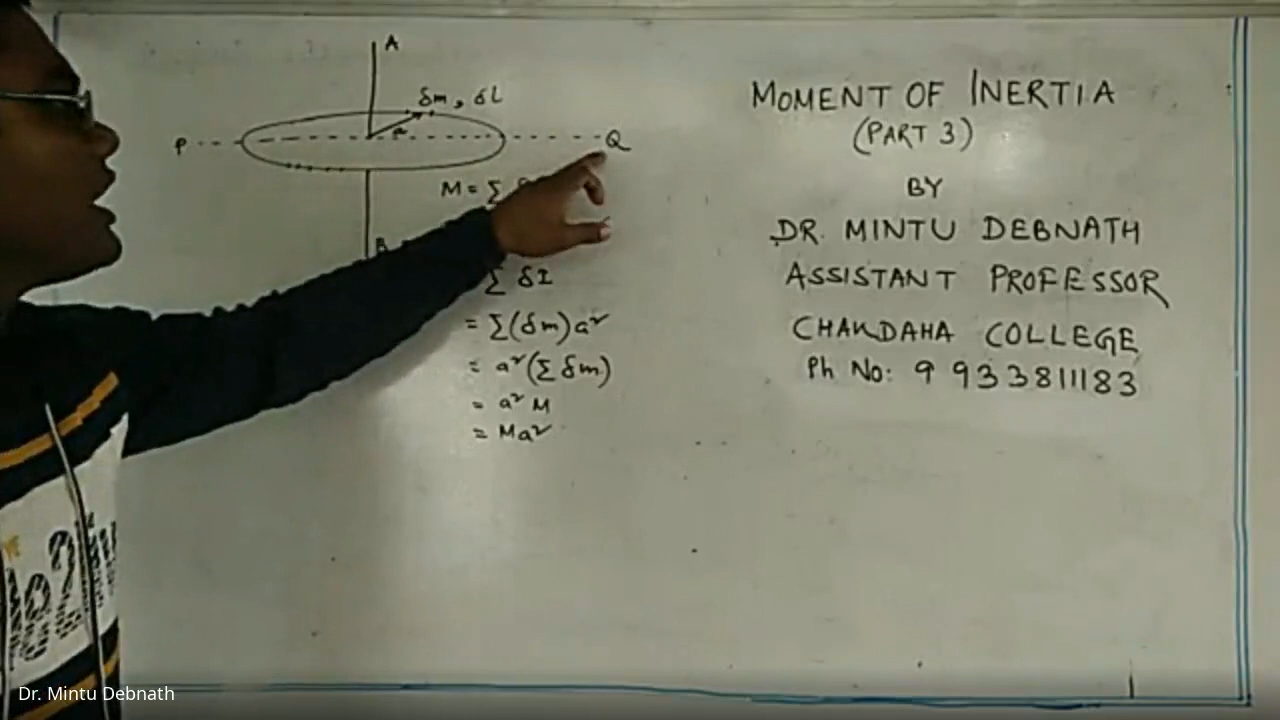 A
δm, δl
a
P
Q
M = Σ
B
Σ δI
= Σ(δm)a²
= a²(Σ δm)
= a² M
= Ma²
MOMENT OF INERTIA
(PART 3)
BY
DR. MINTU DEBNATH
ASSISTANT PROFESSOR
CHAKDAHA COLLEGE
Ph No: 9933811183
Dr. Mintu Debnath